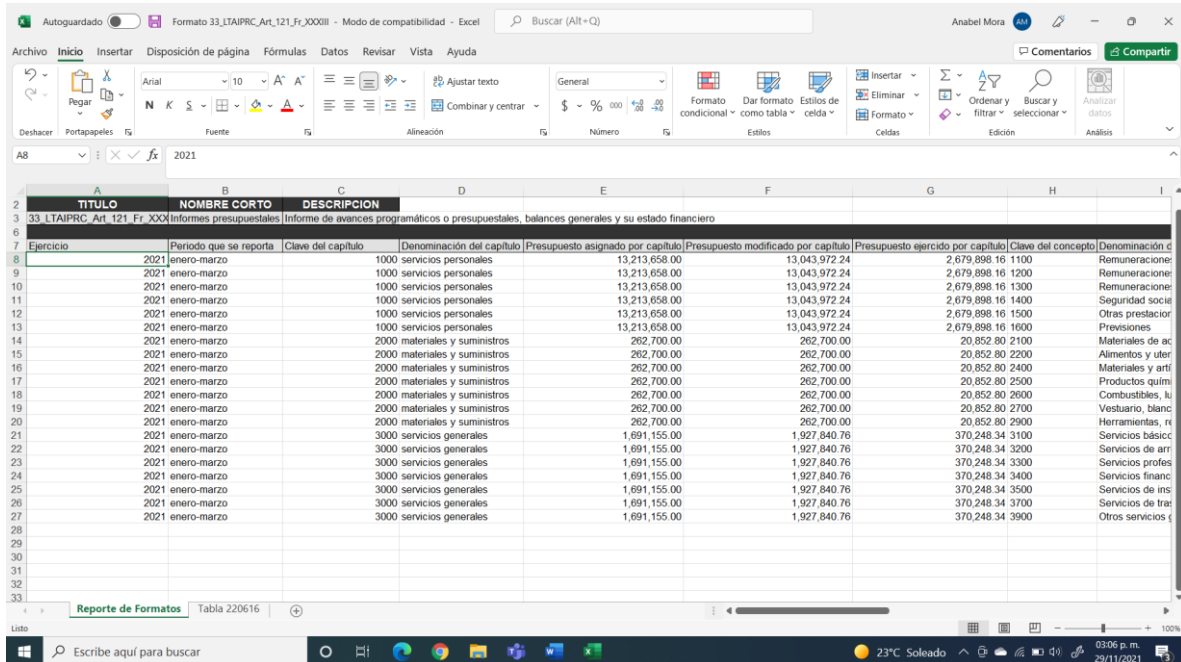 Autoguardado Formato 33_LTAIPRC_Art_121_Fr_XXXIII - Modo de compatibilidad - Excel Buscar (Alt+Q) Anabel Mora AM
Archivo Inicio Insertar Disposición de página Fórmulas Datos Revisar Vista Ayuda Comentarios Compartir
Pegar Arial 10 Ajustar texto General Formato condicional Dar formato como tabla Estilos de celda Insertar Ordenar y filtrar Buscar y seleccionar Analizar datos
N K S Combinar y centrar $ % 000 Eliminar
Formato
Deshacer Portapapeles Fuente Alineación Número Estilos Celdas Edición Análisis
A8 fx 2021
A B C D E F G H I
2 TITULO NOMBRE CORTO DESCRIPCION
3 33_LTAIPRC_Art_121_Fr_XXX Informes presupuestales Informe de avances programáticos o presupuestales, balances generales y su estado financiero
6
7 Ejercicio Periodo que se reporta Clave del capítulo Denominación del capítulo Presupuesto asignado por capítulo Presupuesto modificado por capítulo Presupuesto ejercido por capítulo Clave del concepto Denominación d
8 2021 enero-marzo 1000 servicios personales 13,213,658.00 13,043,972.24 2,679,898.16 1100 Remuneracione
9 2021 enero-marzo 1000 servicios personales 13,213,658.00 13,043,972.24 2,679,898.16 1200 Remuneracione
10 2021 enero-marzo 1000 servicios personales 13,213,658.00 13,043,972.24 2,679,898.16 1300 Remuneracione
11 2021 enero-marzo 1000 servicios personales 13,213,658.00 13,043,972.24 2,679,898.16 1400 Seguridad socia
12 2021 enero-marzo 1000 servicios personales 13,213,658.00 13,043,972.24 2,679,898.16 1500 Otras prestacion
13 2021 enero-marzo 1000 servicios personales 13,213,658.00 13,043,972.24 2,679,898.16 1600 Previsiones
14 2021 enero-marzo 2000 materiales y suministros 262,700.00 262,700.00 20,852.80 2100 Materiales de ad
15 2021 enero-marzo 2000 materiales y suministros 262,700.00 262,700.00 20,852.80 2200 Alimentos y uten
16 2021 enero-marzo 2000 materiales y suministros 262,700.00 262,700.00 20,852.80 2400 Materiales y artí
17 2021 enero-marzo 2000 materiales y suministros 262,700.00 262,700.00 20,852.80 2500 Productos quími
18 2021 enero-marzo 2000 materiales y suministros 262,700.00 262,700.00 20,852.80 2600 Combustibles, lu
19 2021 enero-marzo 2000 materiales y suministros 262,700.00 262,700.00 20,852.80 2700 Vestuario, blanc
20 2021 enero-marzo 2000 materiales y suministros 262,700.00 262,700.00 20,852.80 2900 Herramientas, re
21 2021 enero-marzo 3000 servicios generales 1,691,155.00 1,927,840.76 370,248.34 3100 Servicios básico
22 2021 enero-marzo 3000 servicios generales 1,691,155.00 1,927,840.76 370,248.34 3200 Servicios de arr
23 2021 enero-marzo 3000 servicios generales 1,691,155.00 1,927,840.76 370,248.34 3300 Servicios profes
24 2021 enero-marzo 3000 servicios generales 1,691,155.00 1,927,840.76 370,248.34 3400 Servicios financ
25 2021 enero-marzo 3000 servicios generales 1,691,155.00 1,927,840.76 370,248.34 3500 Servicios de ins
26 2021 enero-marzo 3000 servicios generales 1,691,155.00 1,927,840.76 370,248.34 3700 Servicios de tras
27 2021 enero-marzo 3000 servicios generales 1,691,155.00 1,927,840.76 370,248.34 3900 Otros servicios g
28
29
30
31
32
33
Reporte de Formatos Tabla 220616
Listo 100%
Escribe aquí para buscar 23°C Soleado 03:06 p. m.
29/11/2021 3